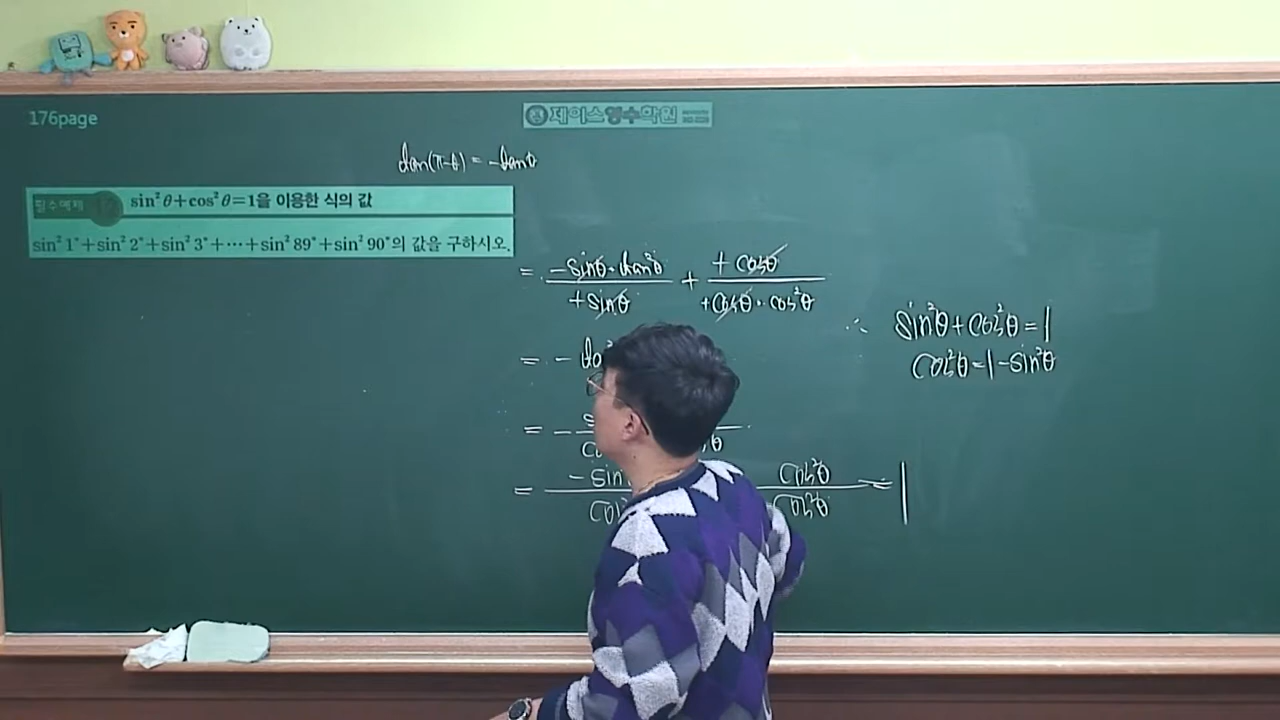 176page
제이스영수학원
tan(π-θ) = -tanθ
필수예제
sin²θ+cos²θ=1을 이용한 식의 값
sin²1°+sin²2°+sin²3°+⋯+sin²89°+sin²90°의 값을 구하시오.
= -sinθ·tan²θ / +sinθ + +cosθ / +cosθ·cos²θ
= -
= -
= -sin cos²θ / cos²θ = 1
∴ sin²θ+cos²θ=1
cos²θ=1-sin²θ